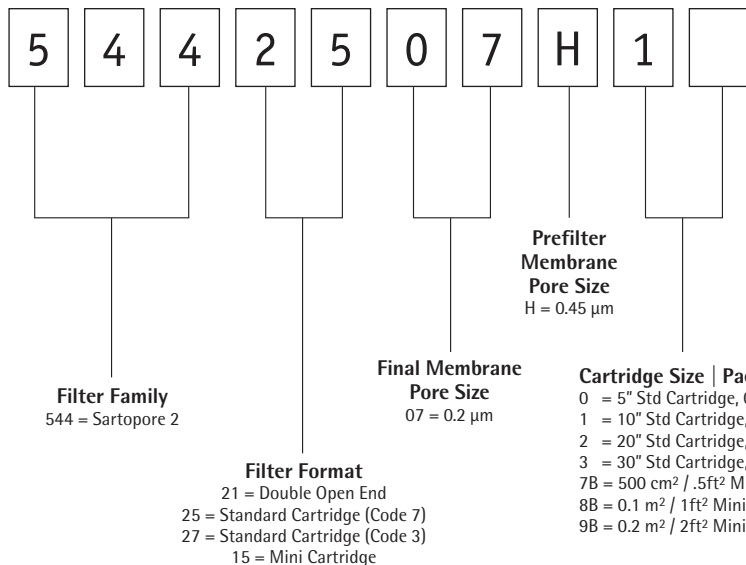 5 4 4 2 5 0 7 H 1
Prefilter
Membrane
Pore Size
H = 0.45 µm
Final Membrane
Pore Size
07 = 0.2 µm
Cartridge Size |
0 = 5" Std Cartridge,
1 = 10" Std Cartridge,
2 = 20" Std Cartridge,
3 = 30" Std Cartridge,
7B = 500 cm² / .5ft²
8B = 0.1 m² / 1ft² Mini
9B = 0.2 m² / 2ft² Mini
Filter Family
544 = Sartopore 2
Filter Format
21 = Double Open End
25 = Standard Cartridge (Code 7)
27 = Standard Cartridge (Code 3)
15 = Mini Cartridge